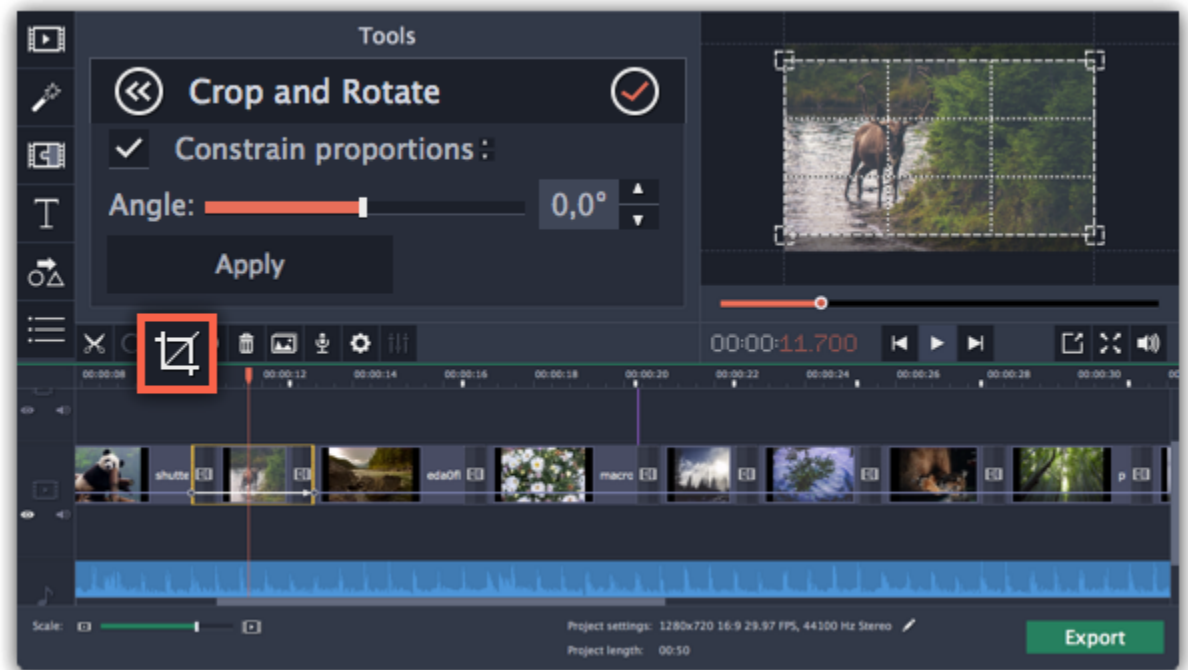 Tools
Crop and Rotate
Constrain proportions
Angle: 0,0°
Apply
T
00:00:11.700
00:00:08 00:00:12 00:00:14 00:00:16 00:00:18 00:00:20 00:00:22 00:00:24 00:00:26 00:00:28 00:00:30 00
shutte eda0fi macro p
Scale:
Project settings: 1280x720 16:9 29.97 FPS, 44100 Hz Stereo
Project length: 00:50
Export